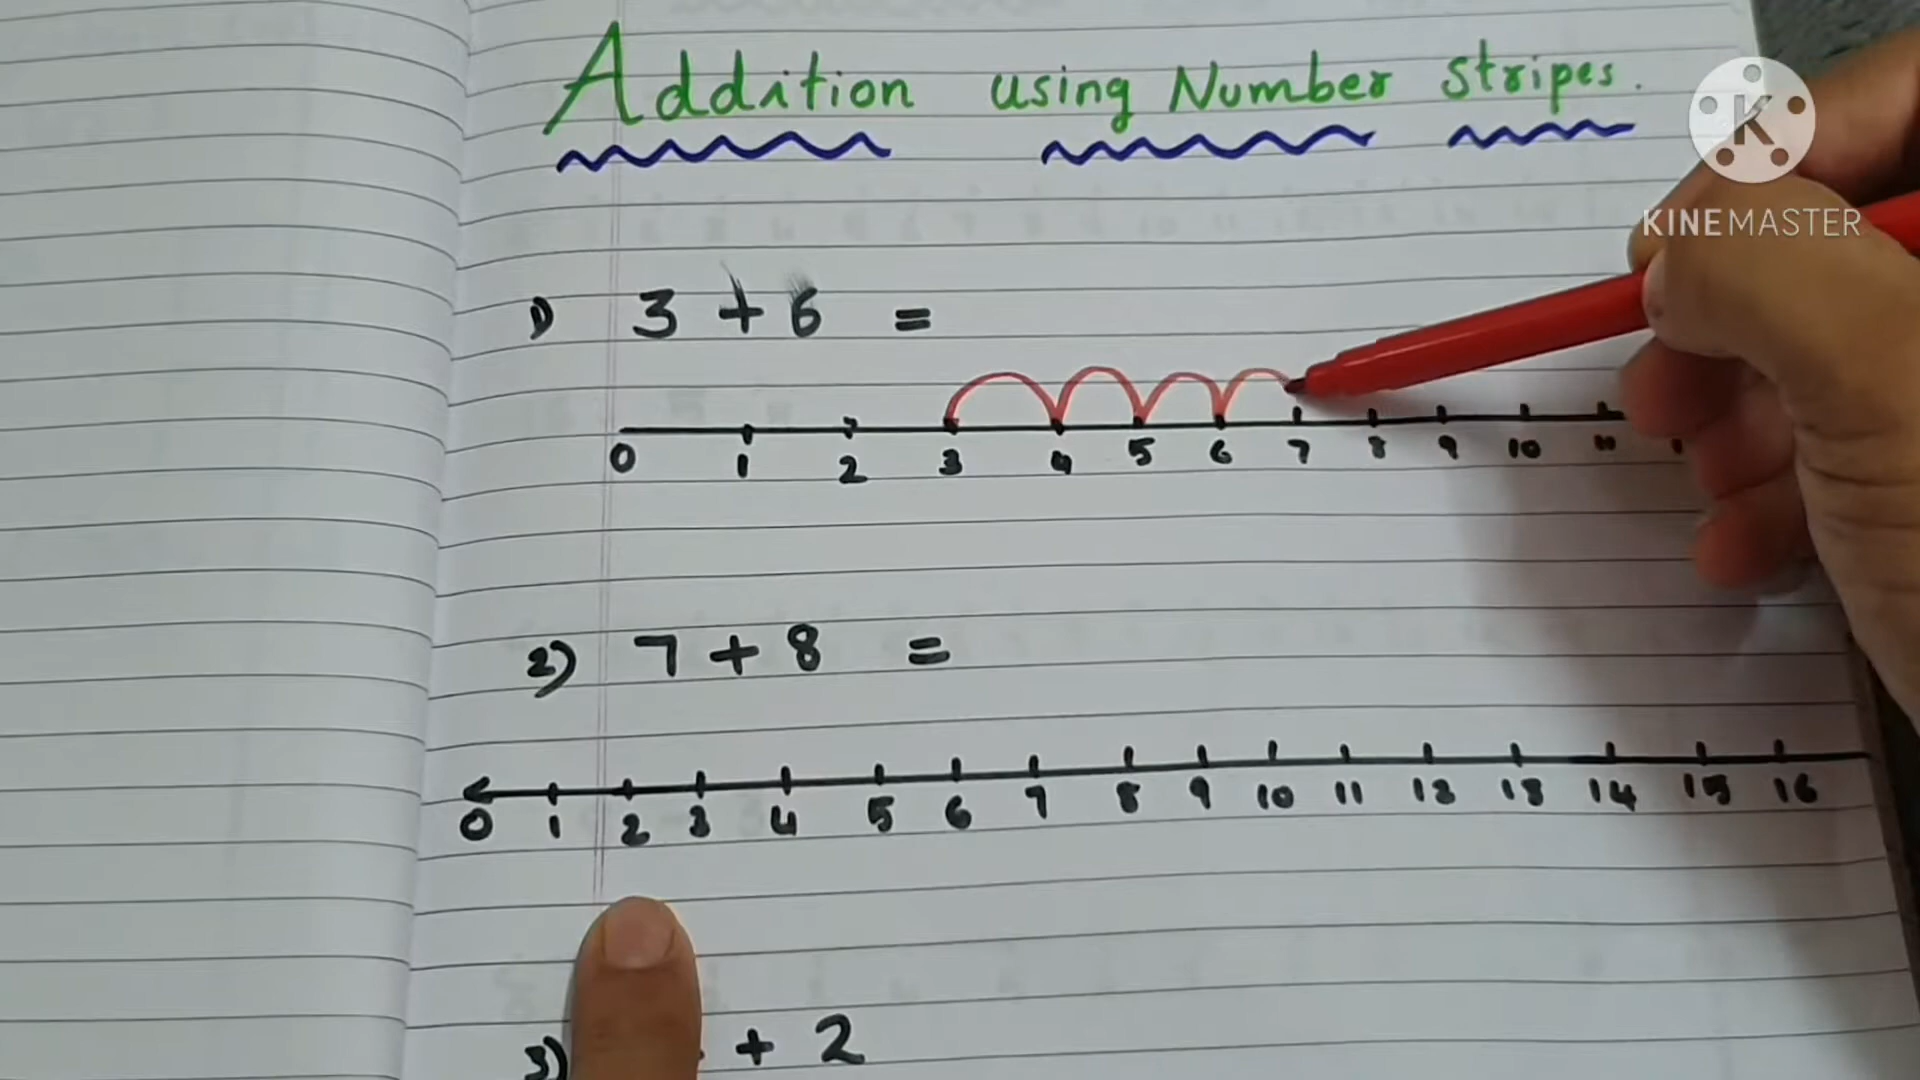 Addition using Number Stripes.
KINEMASTER
1) 3 + 6 =
0 1 2 3 4 5 6 7 8 9 10 11
2) 7 + 8 =
0 1 2 3 4 5 6 7 8 9 10 11 12 13 14 15 16
3) + 2